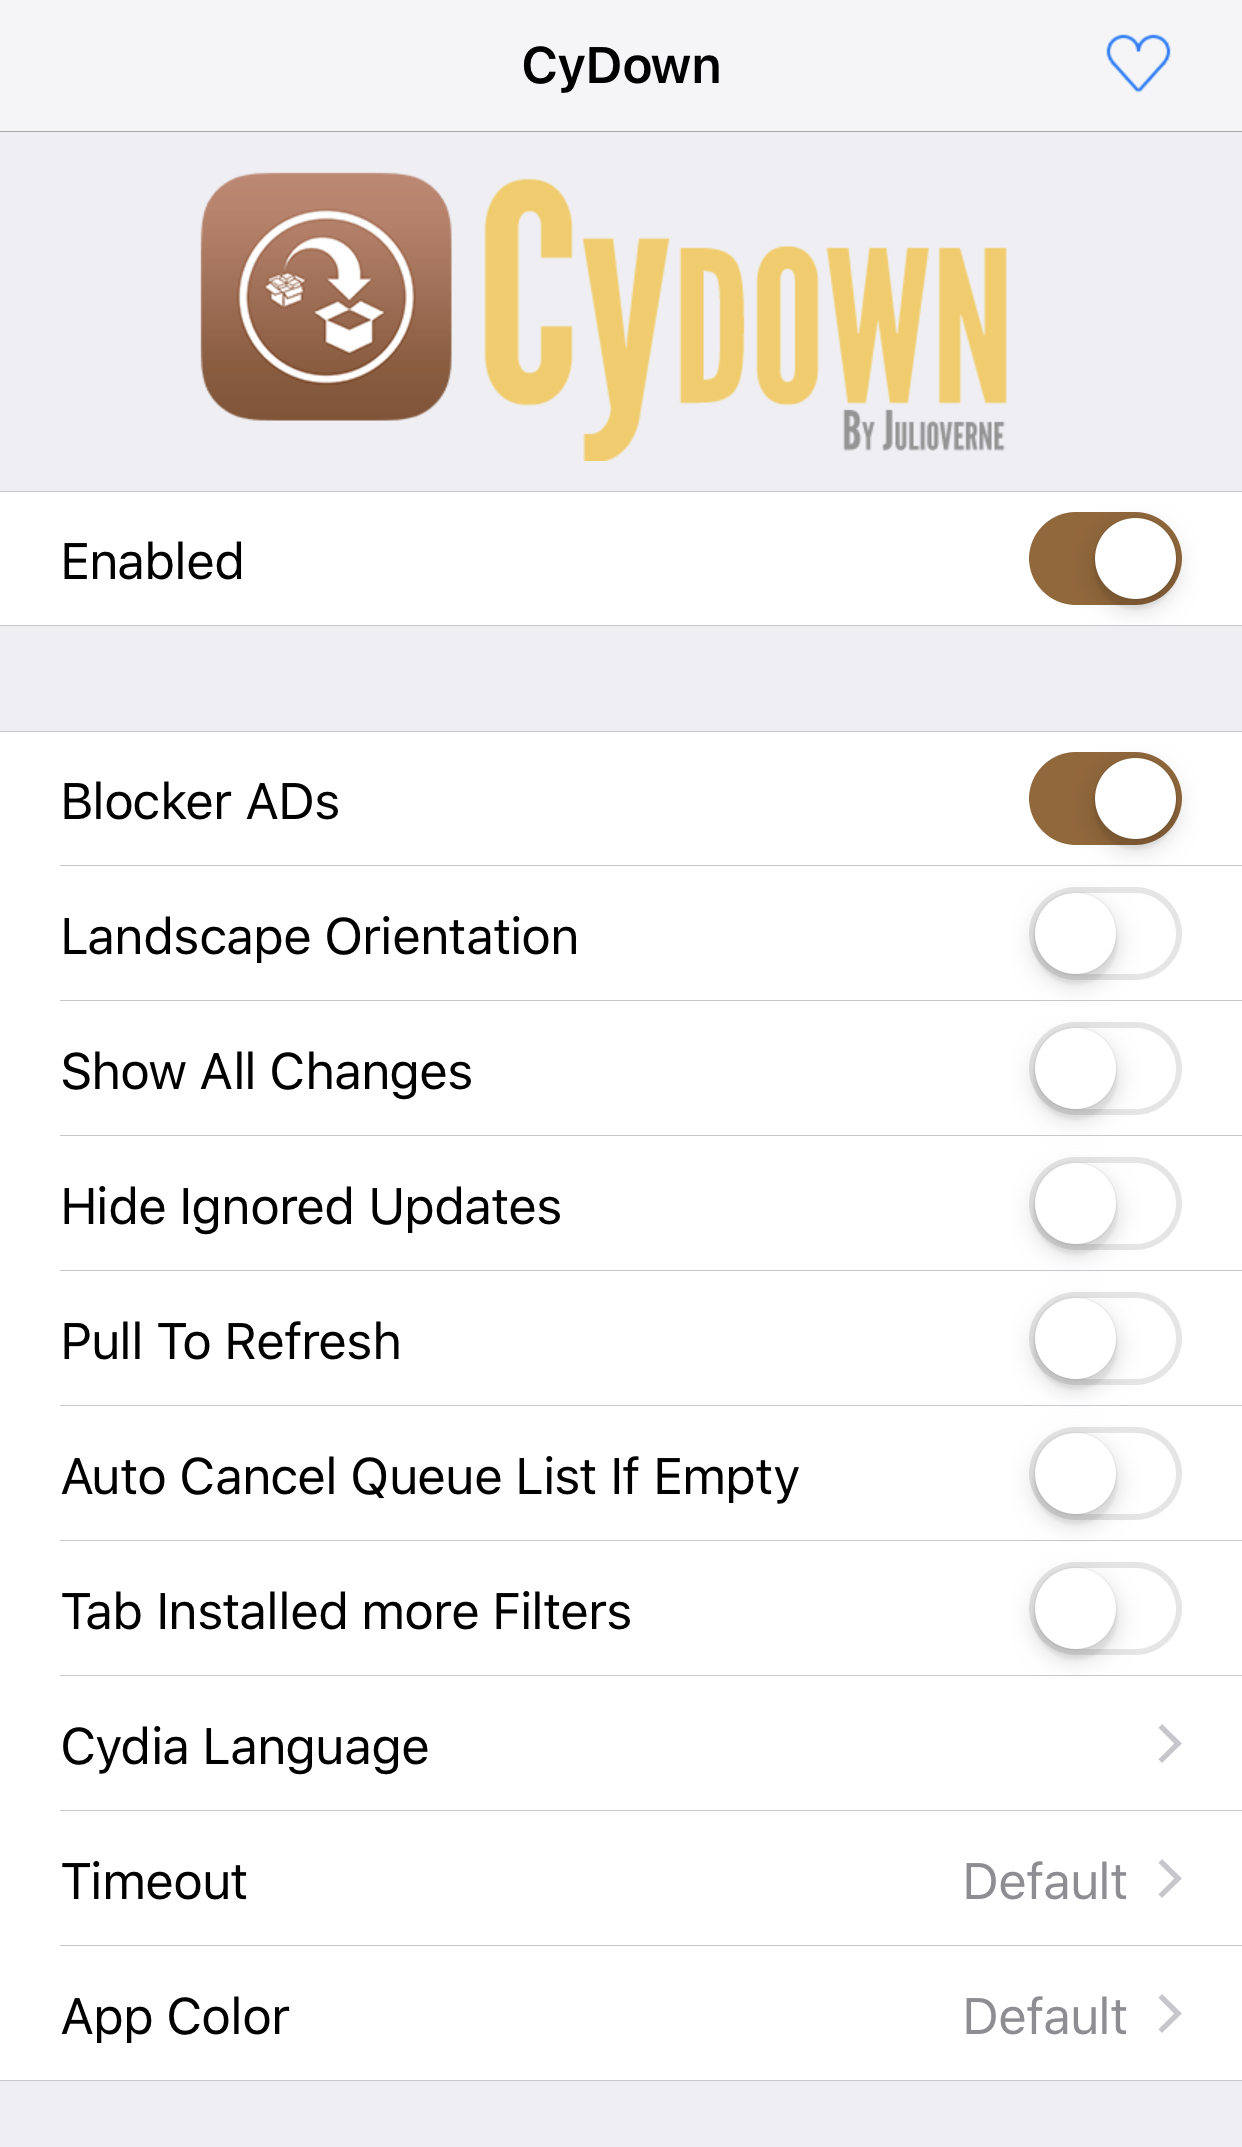 CyDown
Cydown
By Julioverne
Enabled
Blocker ADs
Landscape Orientation
Show All Changes
Hide Ignored Updates
Pull To Refresh
Auto Cancel Queue List If Empty
Tab Installed more Filters
Cydia Language
Timeout Default
App Color Default